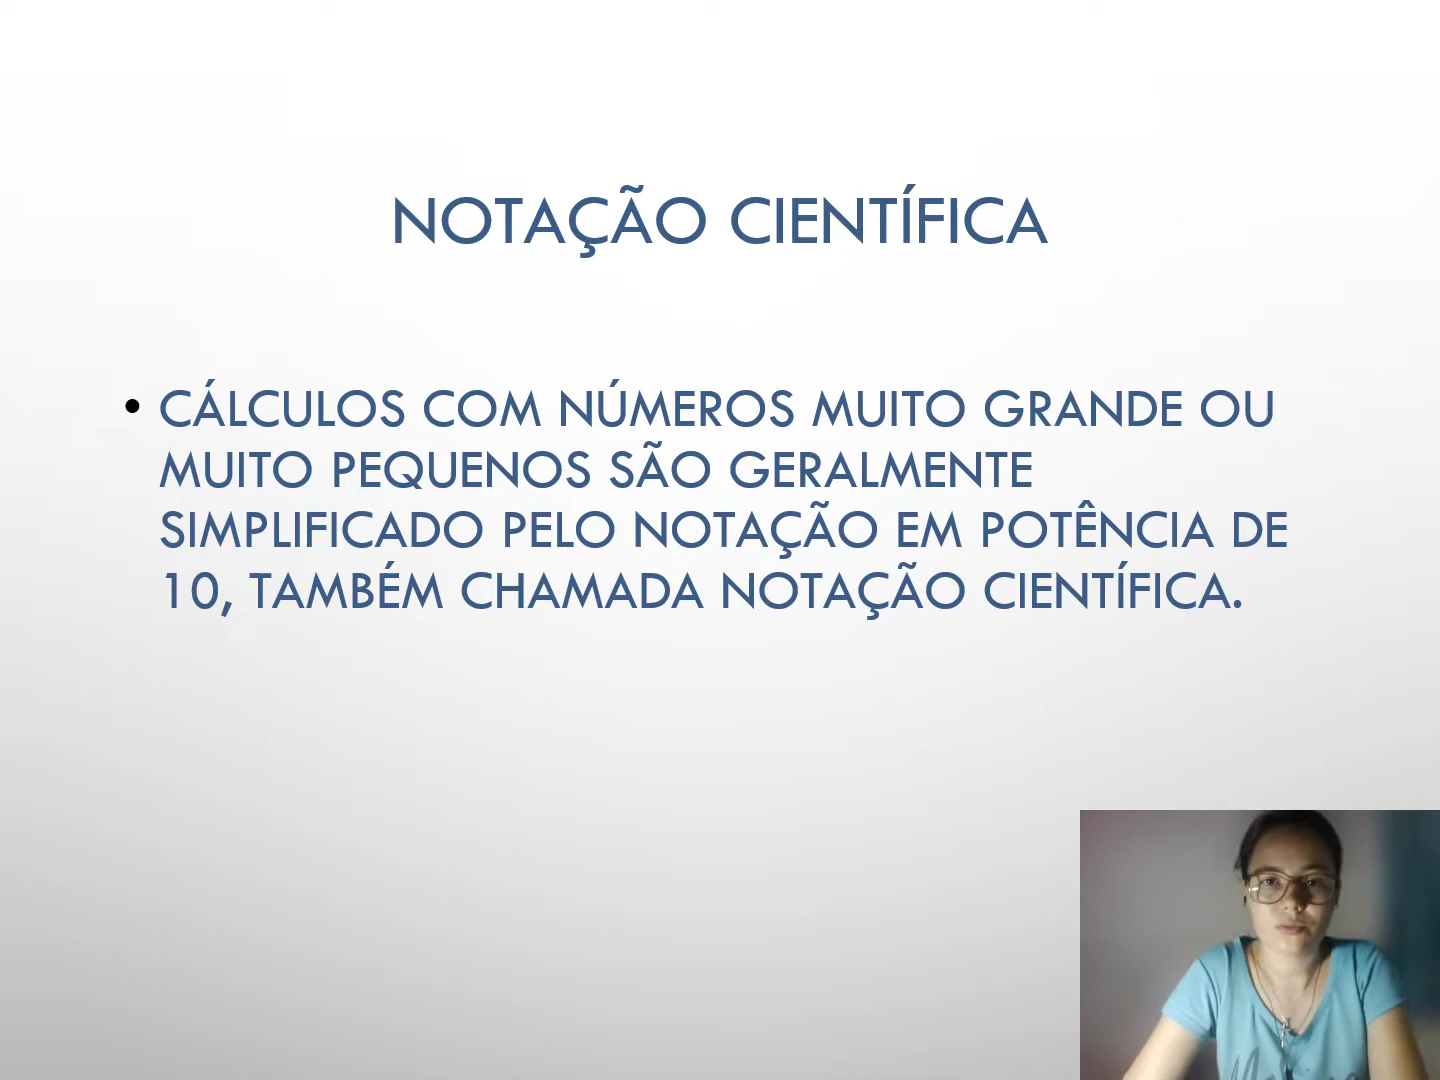 NOTAÇÃO CIENTÍFICA
• CÁLCULOS COM NÚMEROS MUITO GRANDE OU
MUITO PEQUENOS SÃO GERALMENTE
SIMPLIFICADO PELO NOTAÇÃO EM POTÊNCIA DE
10, TAMBÉM CHAMADA NOTAÇÃO CIENTÍFICA.